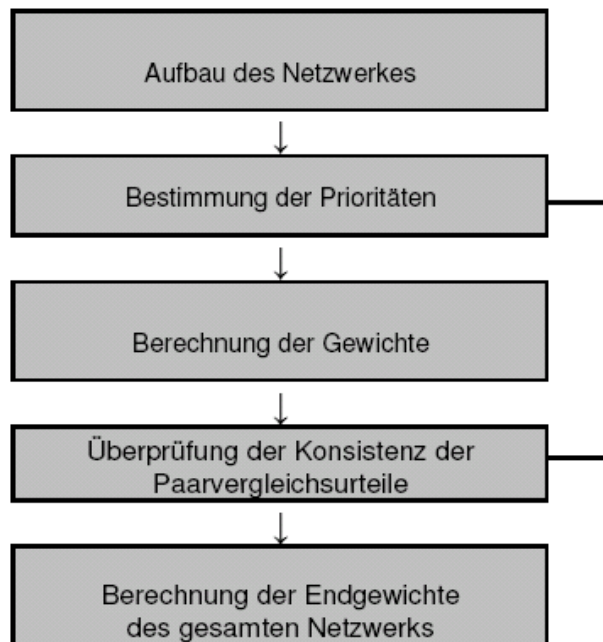 Aufbau des Netzwerkes
↓
Bestimmung der Prioritäten
↓
Berechnung der Gewichte
↓
Überprüfung der Konsistenz der
Paarvergleichsurteile
↓
Berechnung der Endgewichte
des gesamten Netzwerks